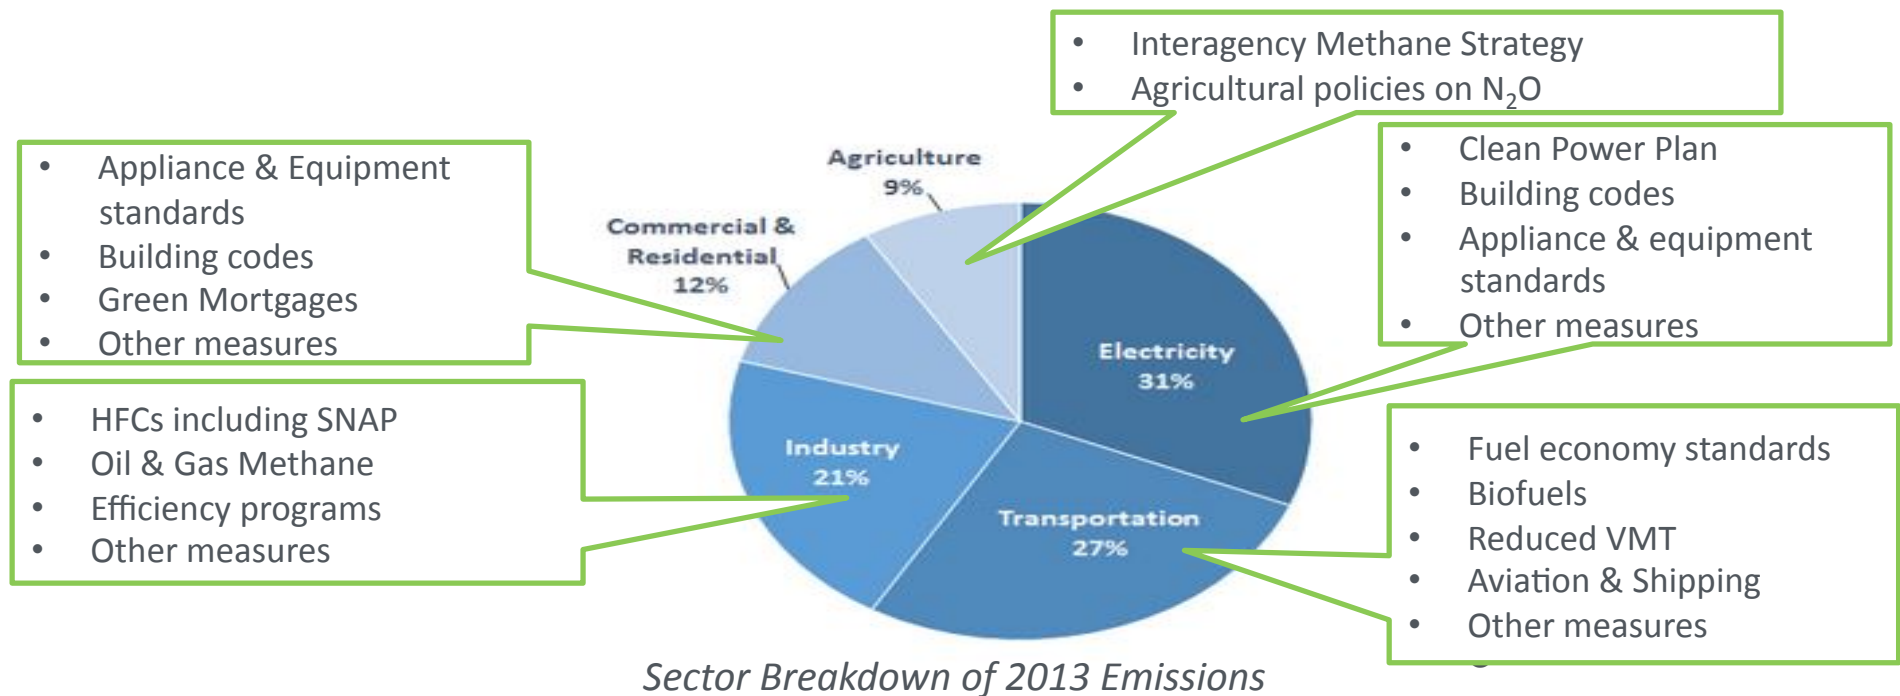 • Interagency Methane Strategy
• Agricultural policies on N₂O
• Appliance & Equipment
standards
• Building codes
• Green Mortgages
• Other measures
• Clean Power Plan
• Building codes
• Appliance & equipment
standards
• Other measures
• HFCs including SNAP
• Oil & Gas Methane
• Efficiency programs
• Other measures
• Fuel economy standards
• Biofuels
• Reduced VMT
• Aviation & Shipping
• Other measures
Agriculture
9%
Commercial &
Residential
12%
Electricity
31%
Industry
21%
Transportation
27%
Sector Breakdown of 2013 Emissions